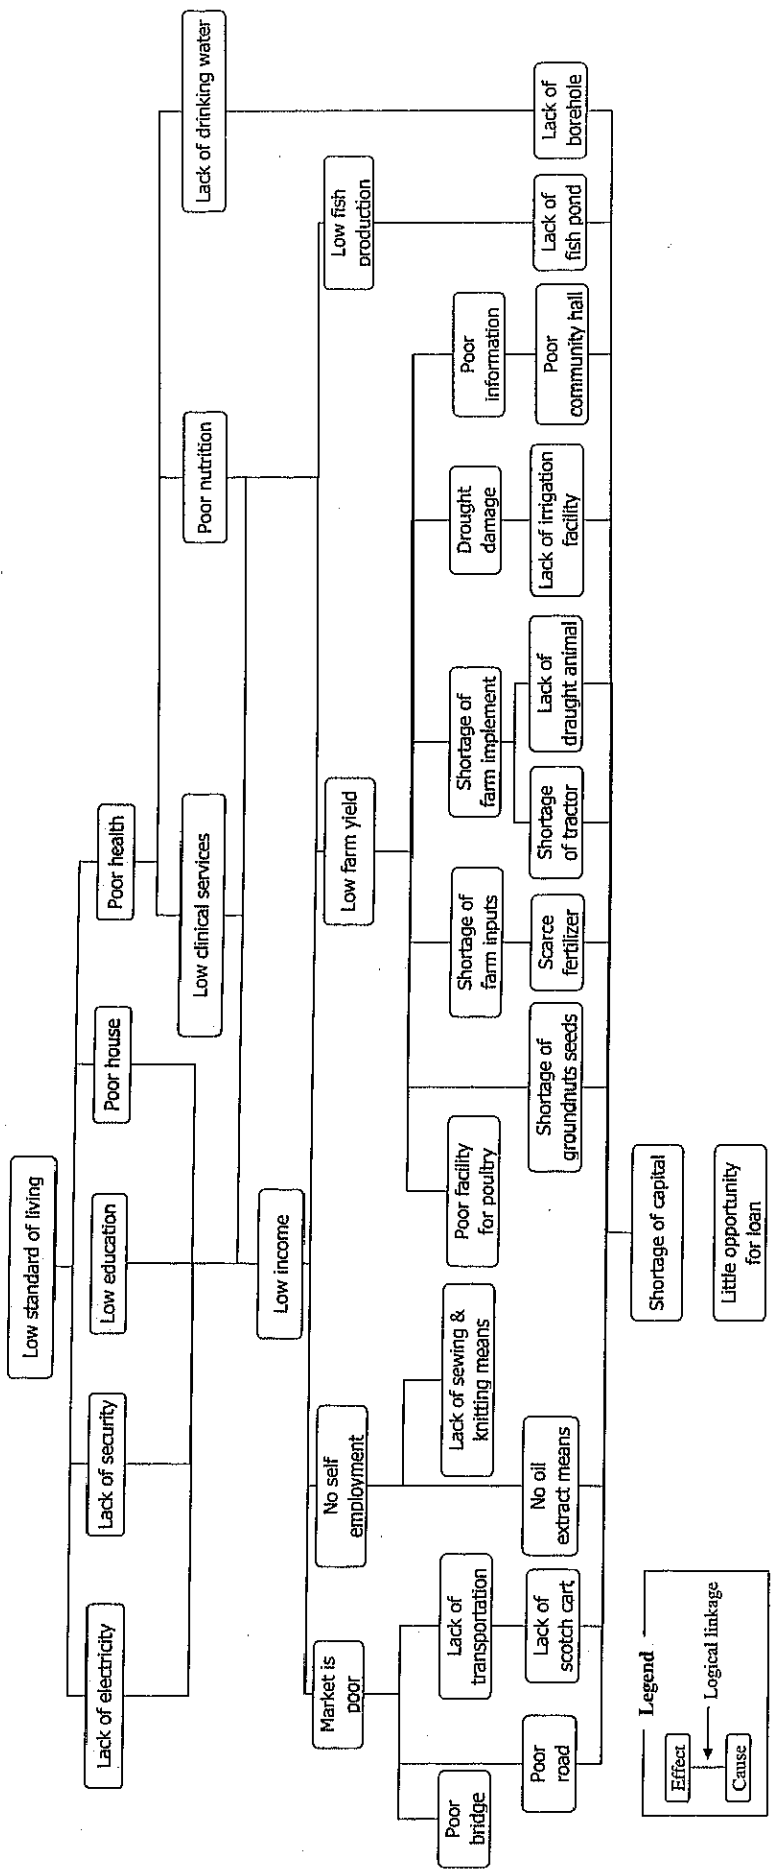 Low standard of living
Lack of electricity
Lack of security
Low education
Poor house
Poor health
Low clinical services
Poor nutrition
Lack of drinking water
Low income
Market is
poor
No self
employment
Low farm yield
Low fish
production
Poor
bridge
Lack of
transportation
Lack of sewing &
knitting means
Poor facility
for poultry
Shortage of
farm inputs
Shortage of
farm implement
Drought
damage
Poor
information
Poor
road
Lack of
scotch cart
No oil
extract means
Shortage of
groundnuts seeds
Scarce
fertilizer
Shortage
of tractor
Lack of
draught animal
Lack of irrigation
facility
Poor
community hall
Lack of
fish pond
Lack of
borehole
Shortage of capital
Little opportunity
for loan
Legend
Effect
Logical linkage
Cause